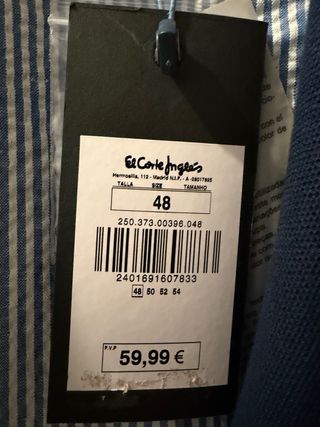 El Corte Inglés
Hermosilla, 112 - Madrid N.I.F. - A -28017895
TALLA SIZE TAMANHO
48
250.373.00396.048
2401691607833
48 50 52 54
P.V.P
59,99 €